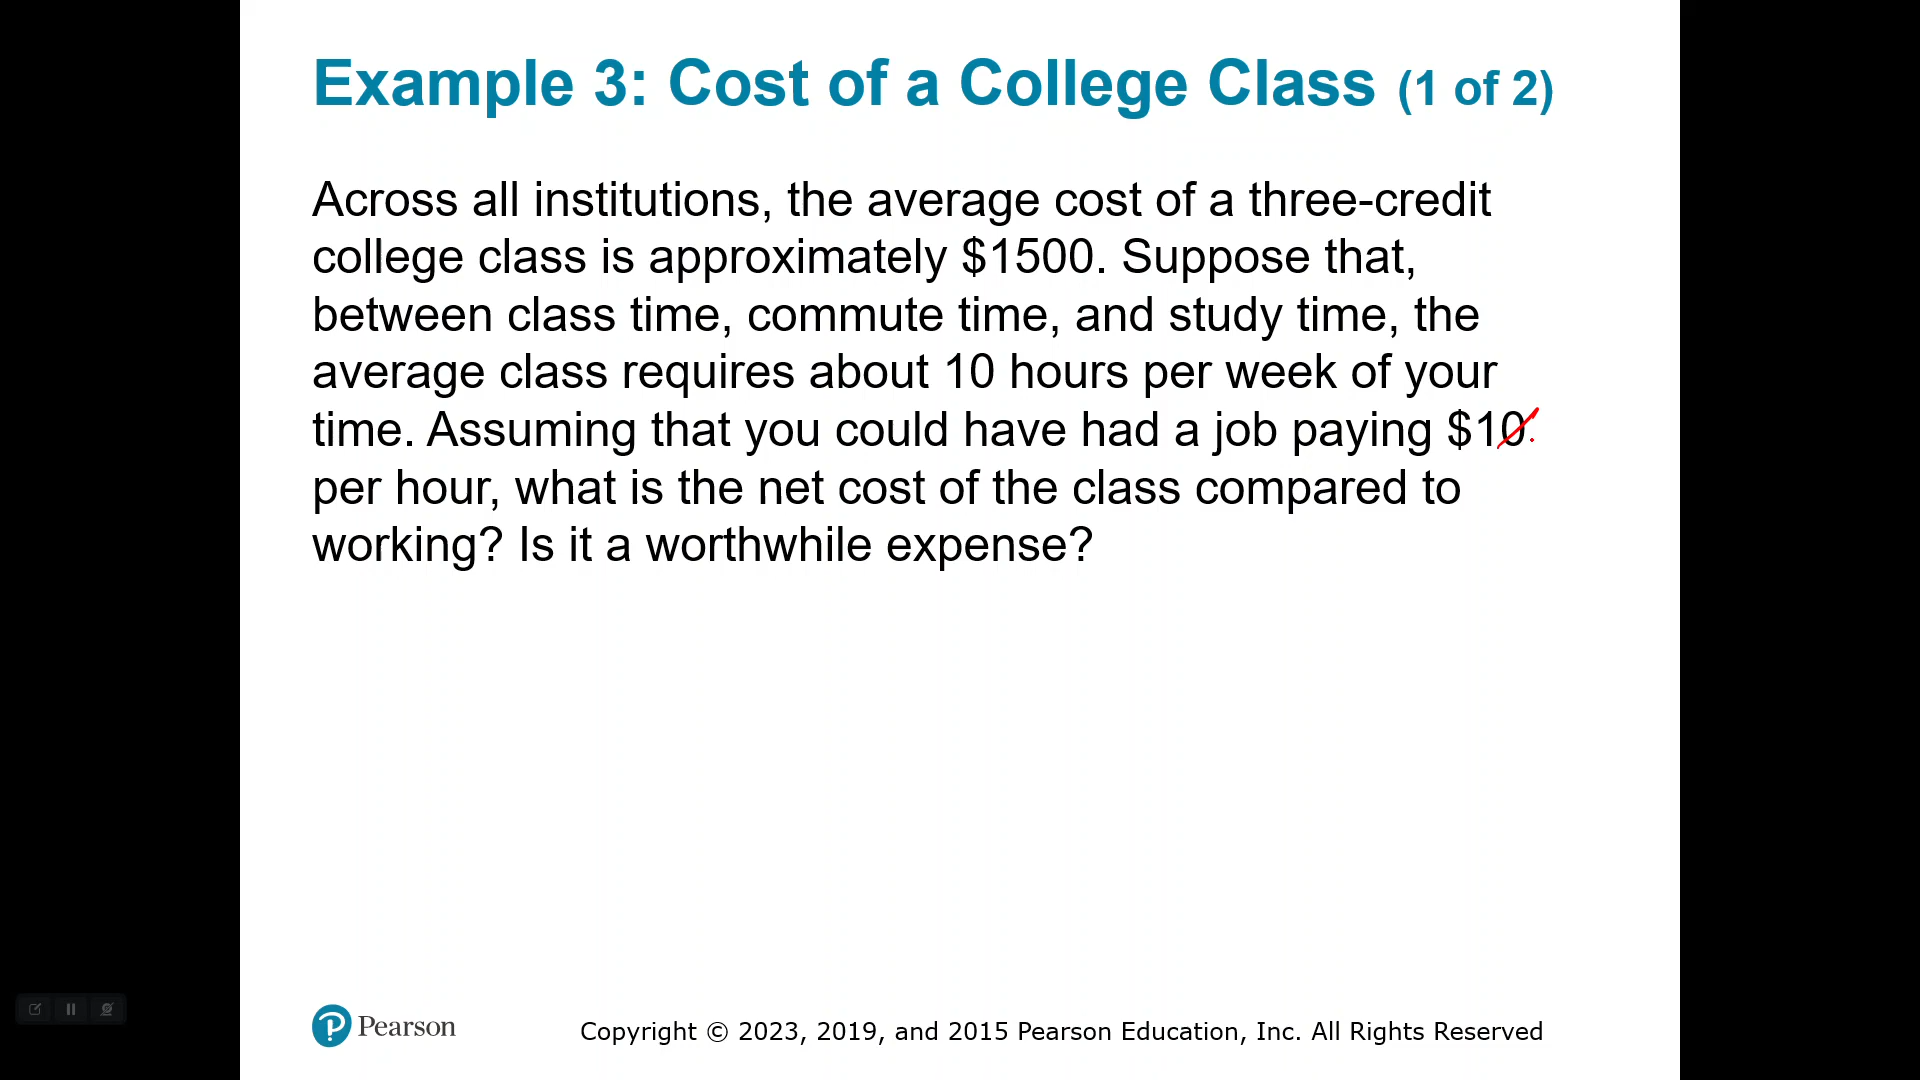 Example 3: Cost of a College Class (1 of 2)
Across all institutions, the average cost of a three-credit
college class is approximately $1500. Suppose that,
between class time, commute time, and study time, the
average class requires about 10 hours per week of your
time. Assuming that you could have had a job paying $10
per hour, what is the net cost of the class compared to
working? Is it a worthwhile expense?
Pearson
Copyright © 2023, 2019, and 2015 Pearson Education, Inc. All Rights Reserved